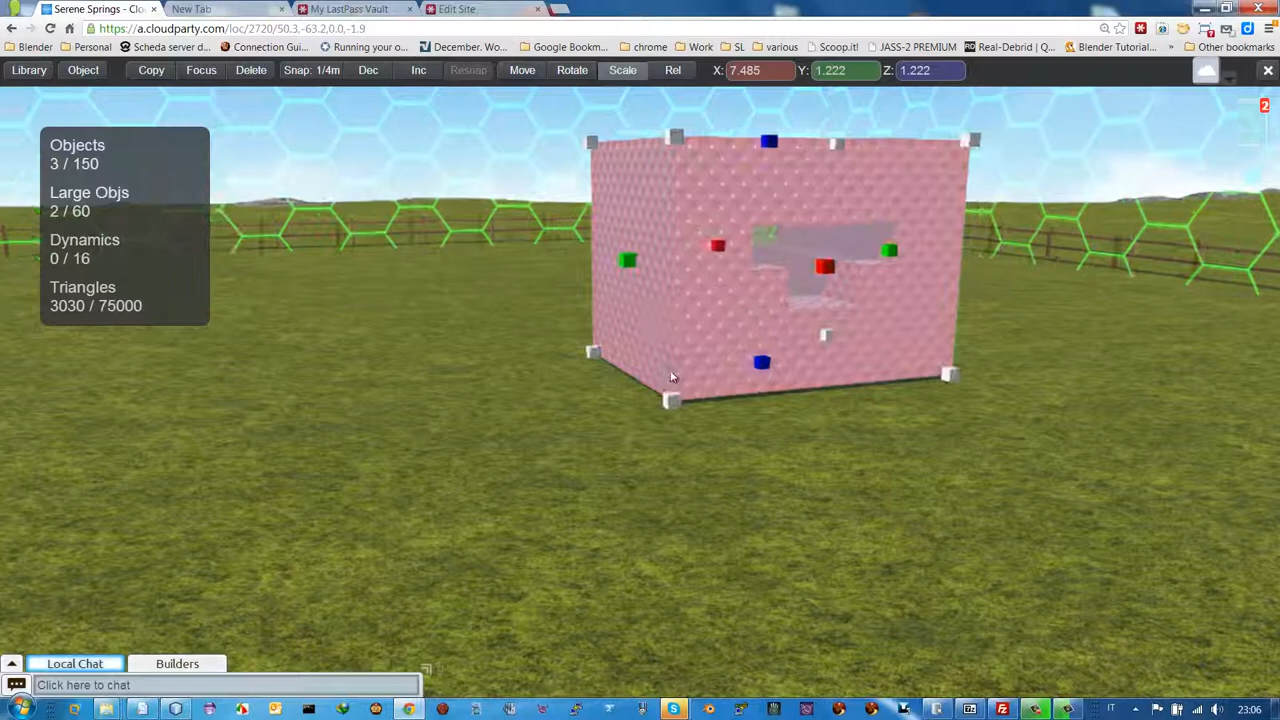 Serene Springs - Clo
New Tab
My LastPass Vault
Edit Site
https://a.cloudparty.com/loc/2720/50.3,-63.2,0.0,-1.9
Blender
Personal
Scheda server d...
Connection Gui...
Running your o...
December. Wo...
Google Bookm...
chrome
Work
SL
various
Scoop.it!
JASS-2 PREMIUM
Real-Debrid | Q...
Blender Tutorial...
Other bookmarks
Library
Object
Copy
Focus
Delete
Snap: 1/4m
Dec
Inc
Resnap
Move
Rotate
Scale
Rel
X: 7.485
Y: 1.222
Z: 1.222
2
Objects
3 / 150
Large Objs
2 / 60
Dynamics
0 / 16
Triangles
3030 / 75000
Local Chat
Builders
Click here to chat
IT
23:06